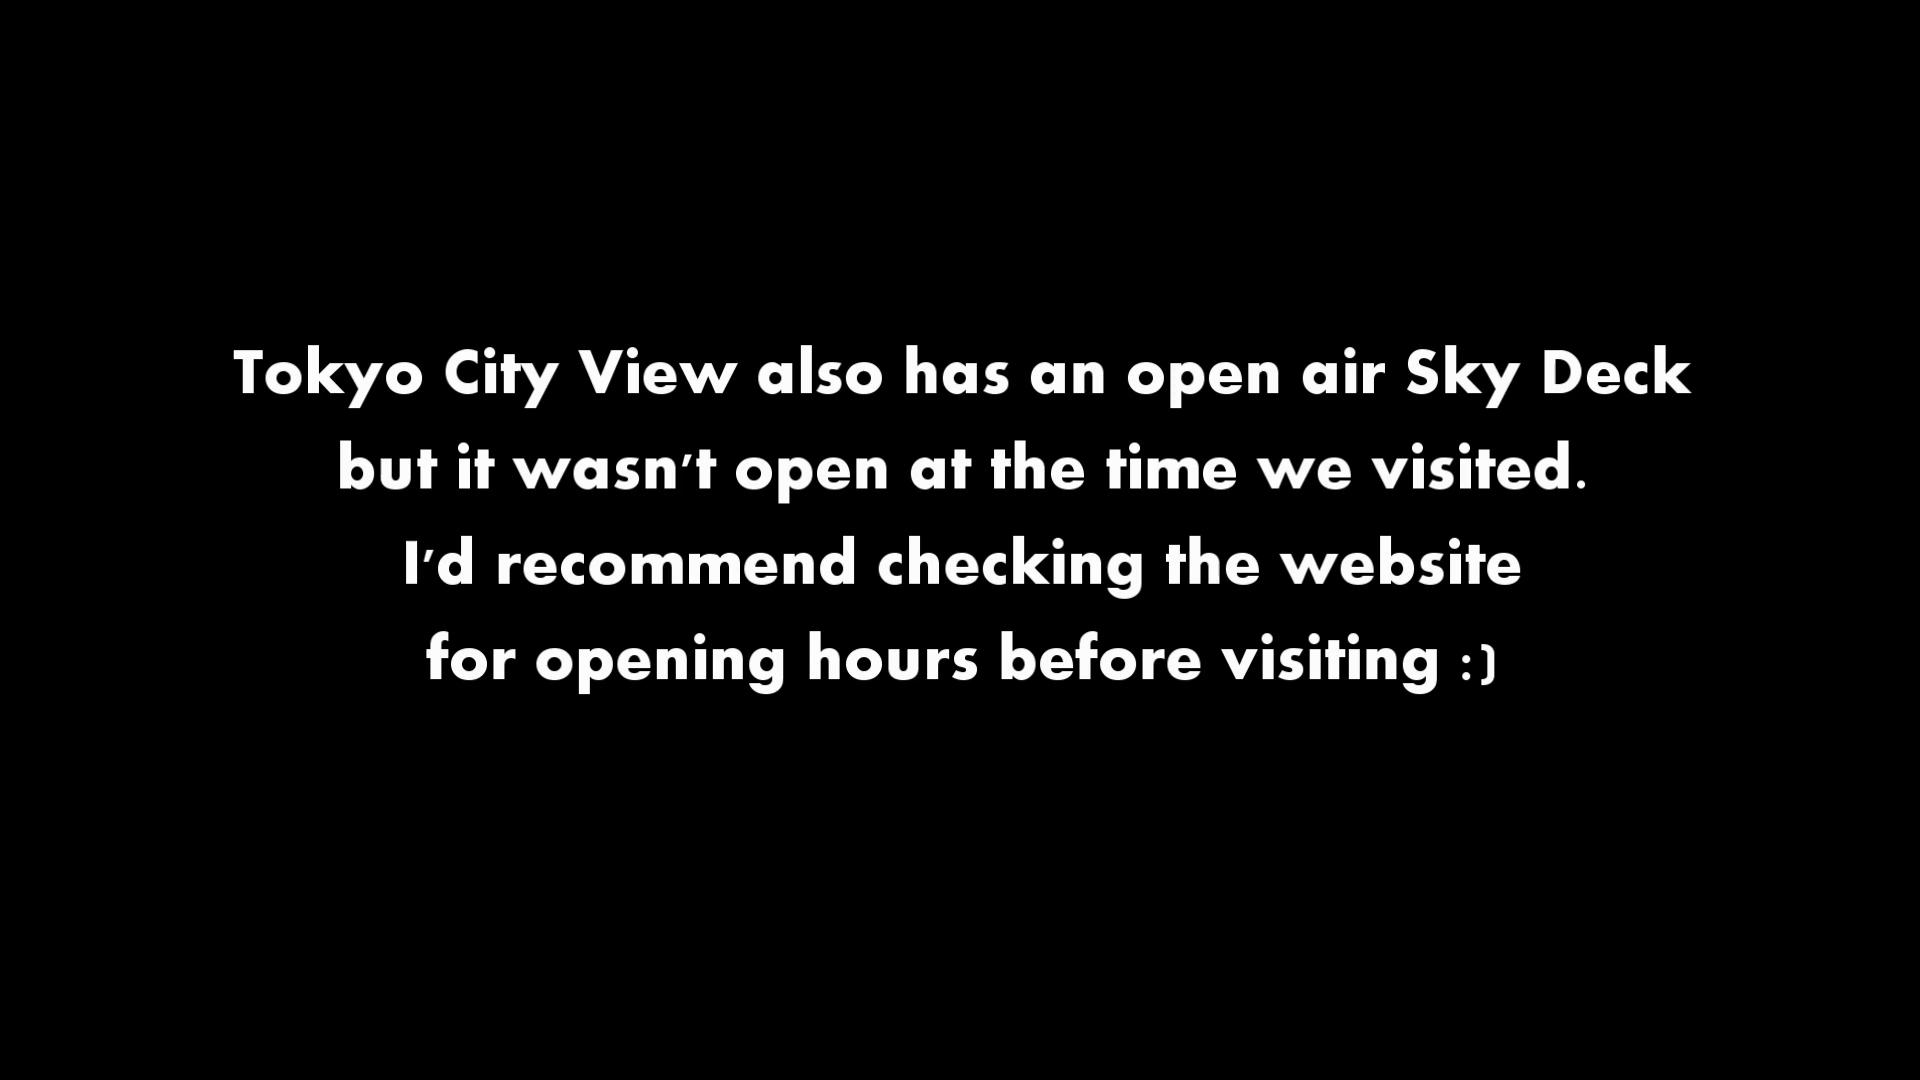 Tokyo City View also has an open air Sky Deck
but it wasn't open at the time we visited.
I'd recommend checking the website
for opening hours before visiting :)